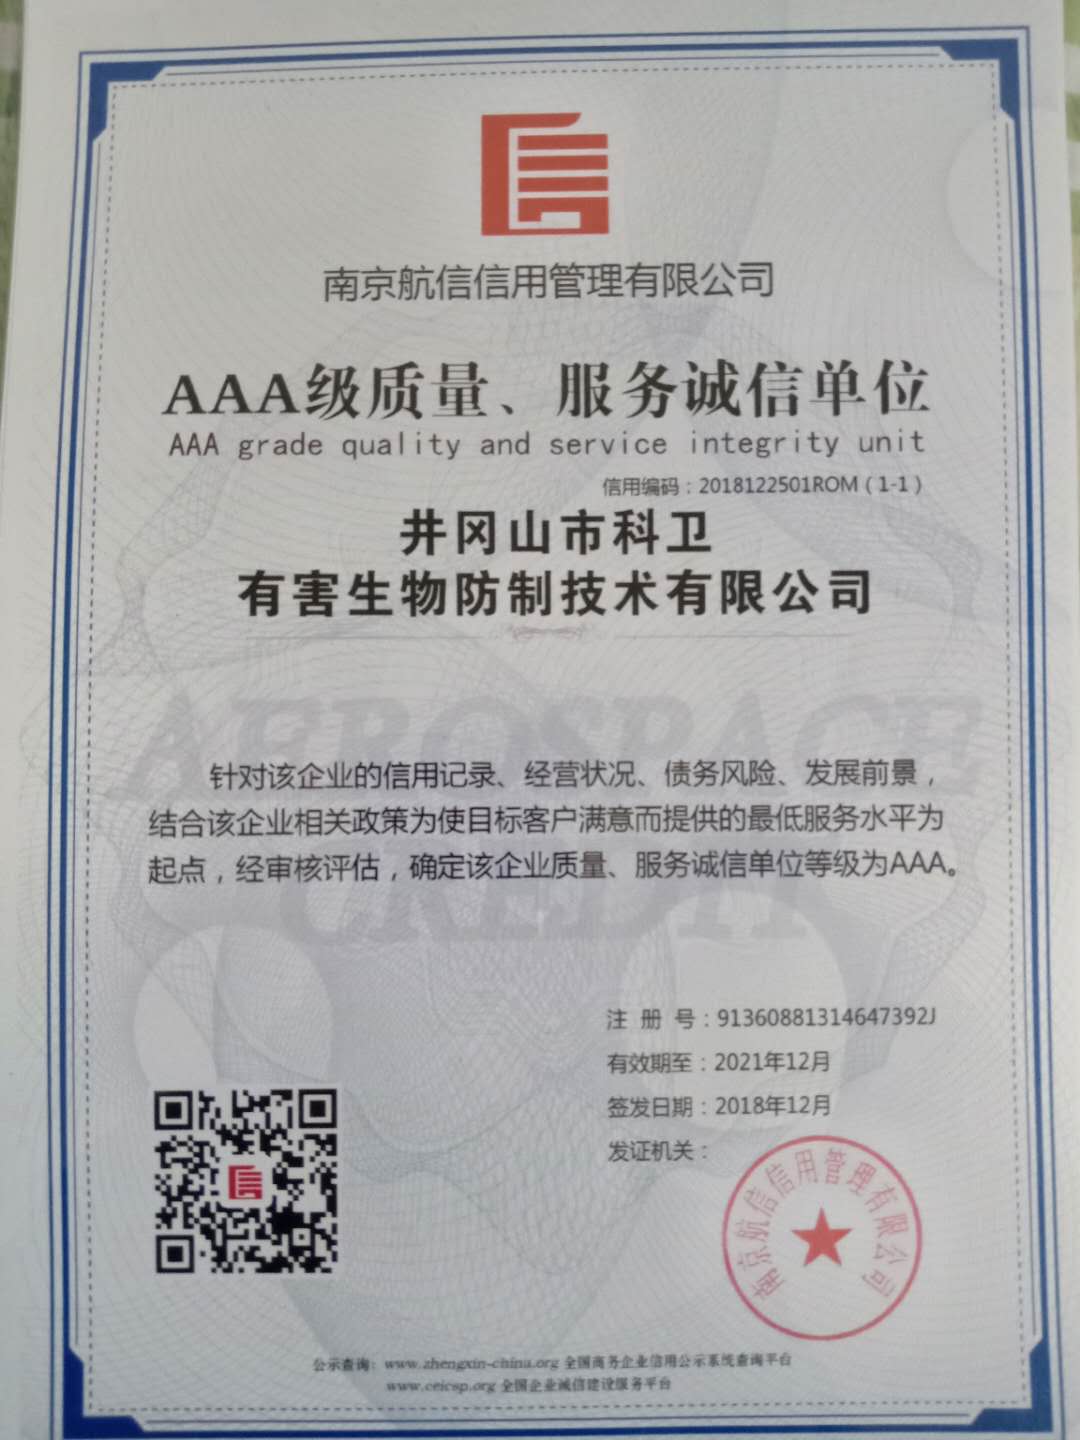 南京航信信用管理有限公司
AAA级质量、服务诚信单位
AAA grade quality and service integrity unit
信用编码：2018122501ROM（1-1）
井冈山市科卫
有害生物防制技术有限公司
AEROSPACE
针对该企业的信用记录、经营状况、债务风险、发展前景，
结合该企业相关政策为使目标客户满意而提供的最低服务水平为
起点，经审核评估，确定该企业质量、服务诚信单位等级为AAA。
CREDIT
注 册 号：91360881314647392J
有效期至：2021年12月
签发日期：2018年12月
发证机关：
南京航信信用管理有限公司
公示查询：www.zhengxin-china.org 全国商务企业信用公示系统查询平台
www.ceicsp.org 全国企业诚信建设服务平台